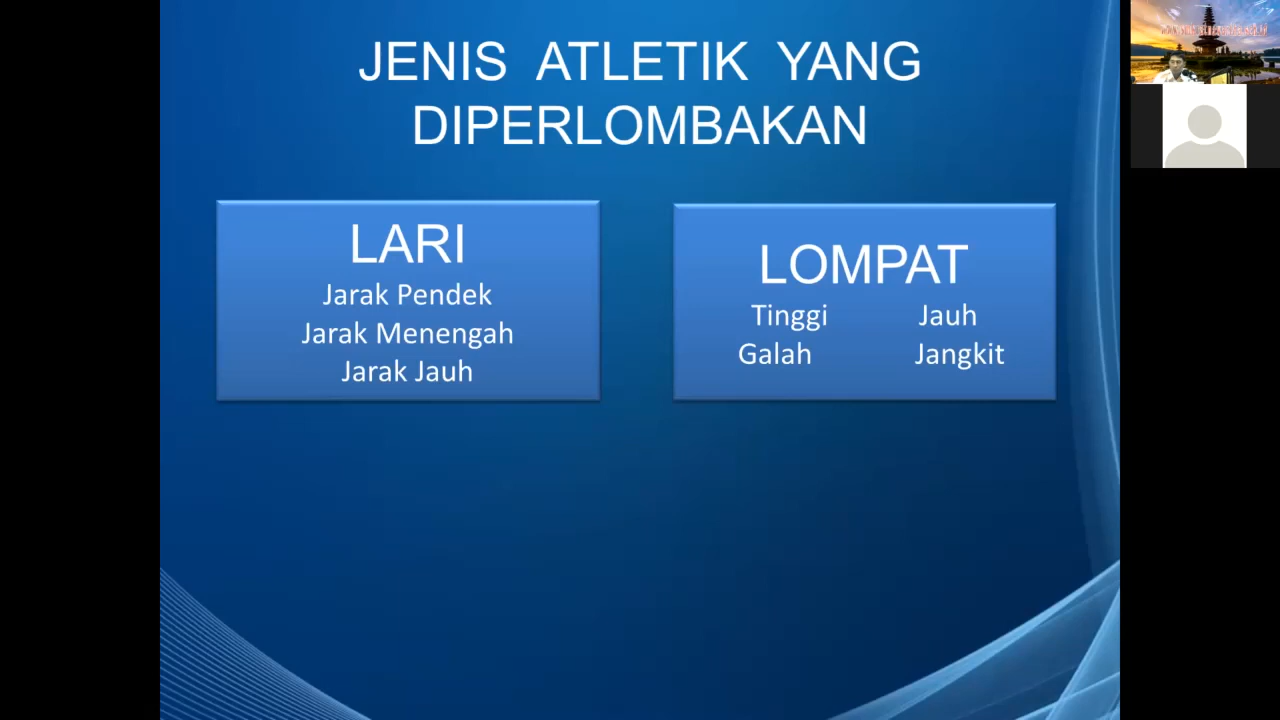 JENIS ATLETIK YANG
DIPERLOMBAKAN
LARI
Jarak Pendek
Jarak Menengah
Jarak Jauh
LOMPAT
Tinggi Jauh
Galah Jangkit